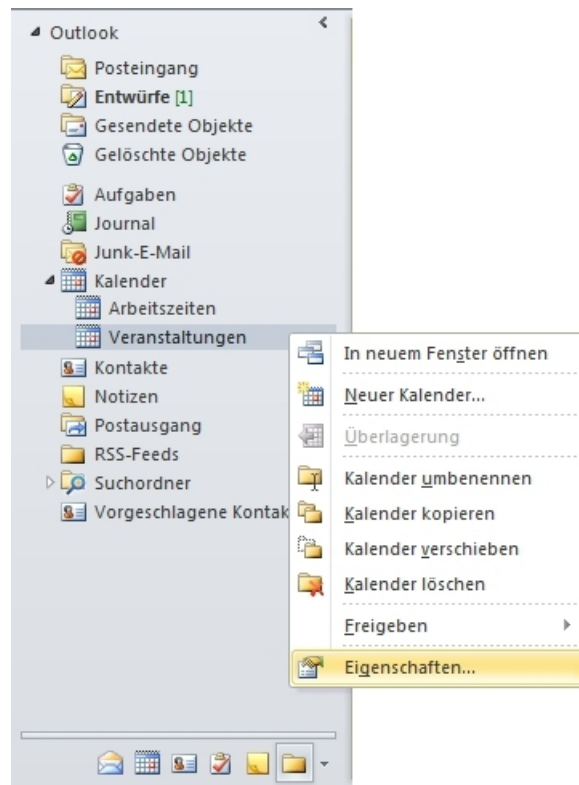 Outlook
Posteingang
Entwürfe [1]
Gesendete Objekte
Gelöschte Objekte
Aufgaben
Journal
Junk-E-Mail
Kalender
Arbeitszeiten
Veranstaltungen
Kontakte
Notizen
Postausgang
RSS-Feeds
Suchordner
Vorgeschlagene Kontak
In neuem Fenster öffnen
Neuer Kalender...
Überlagerung
Kalender umbenennen
Kalender kopieren
Kalender verschieben
Kalender löschen
Freigeben
Eigenschaften...